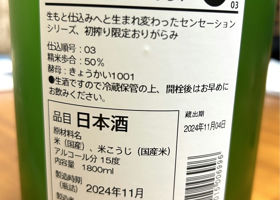 03
生もと仕込みへと生まれ変わったセンセーション
シリーズ、初搾り限定おりがらみ
仕込順号：03
精米歩合：50%
酵母：きょうかい1001
●生酒ですので冷蔵保管の上、開栓後はお早めに
お飲みください。
品目 日本酒
原材料名
米（国産）、米こうじ（国産米）
アルコール分 15度
内容量 1800ml
製造時期
（瓶詰） 2024年11月
蔵出期
2024年11月04日